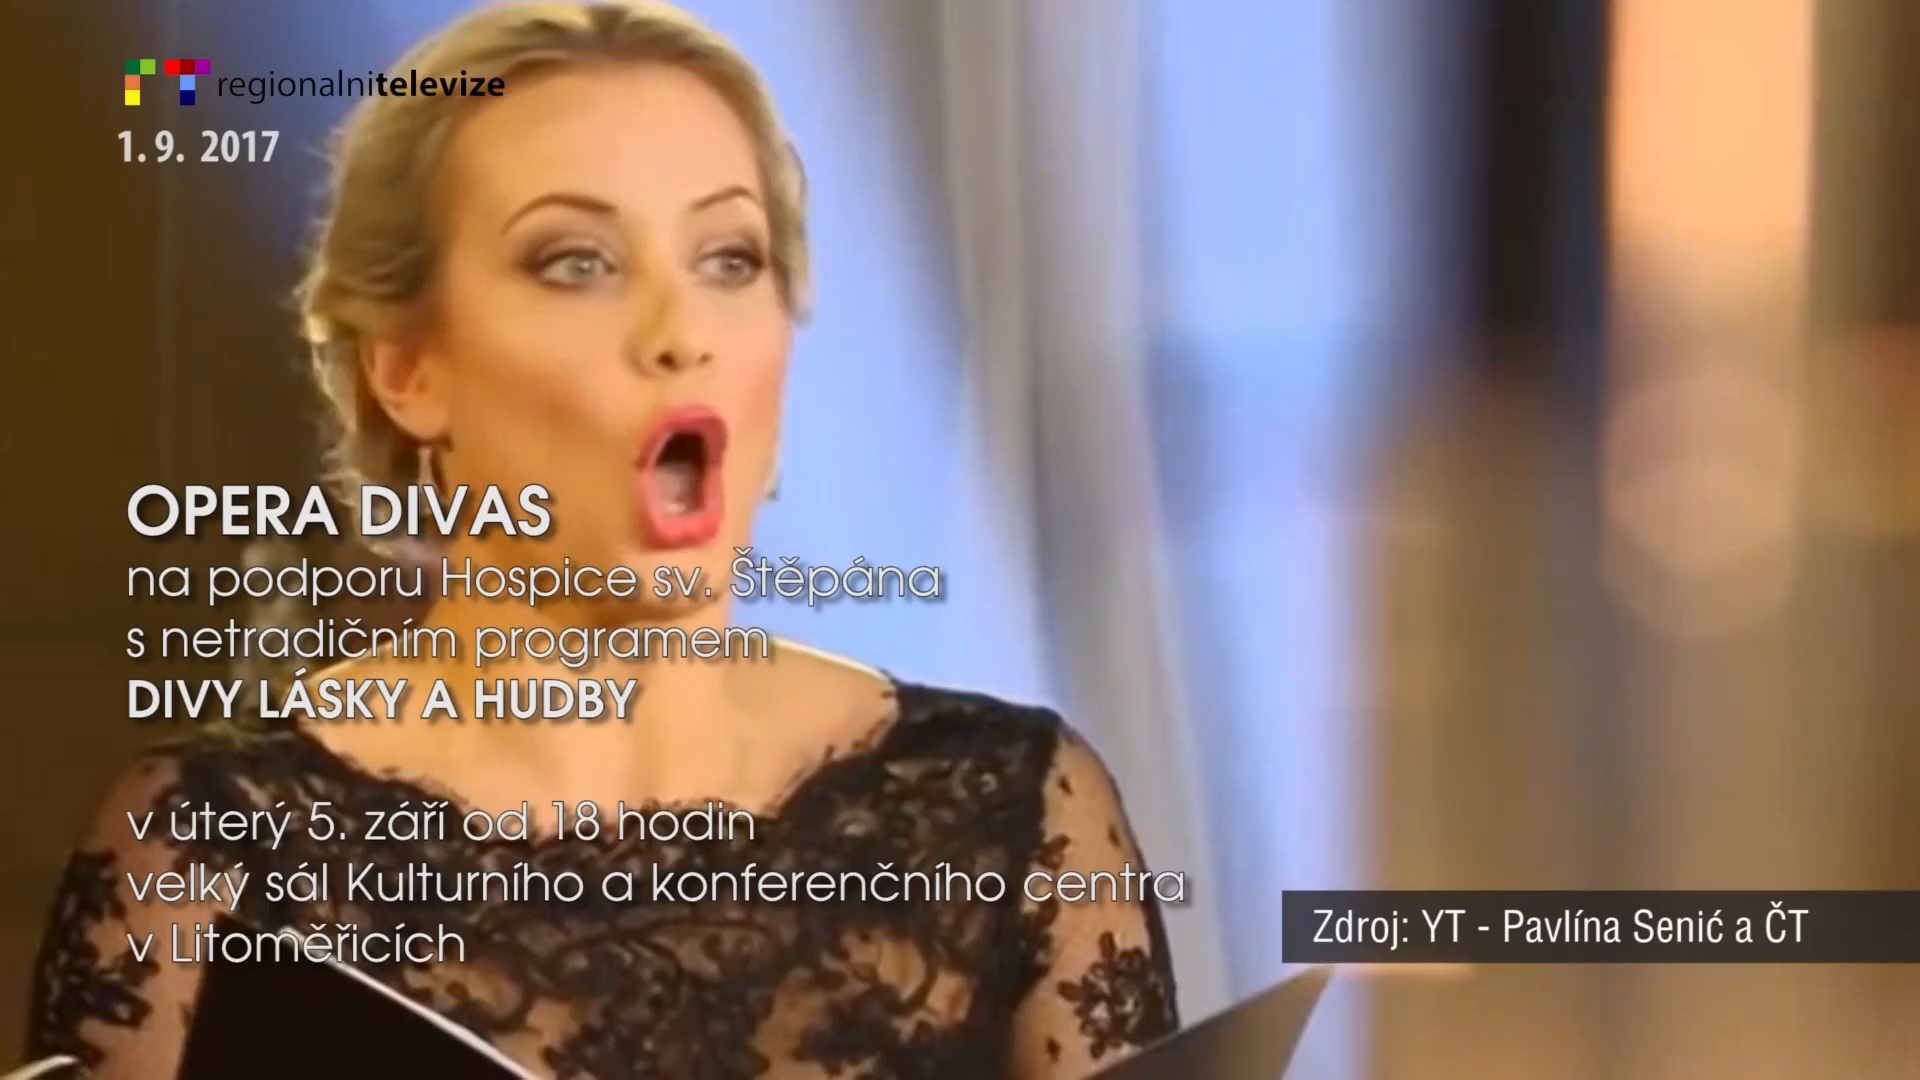 regionalnitelevize
1. 9. 2017
OPERA DIVAS
na podporu Hospice sv. Štěpána
s netradičním programem
DIVY LÁSKY A HUDBY
v úterý 5. září od 18 hodin
velký sál Kulturního a konferenčního centra
v Litoměřicích
Zdroj: YT - Pavlína Senić a ČT